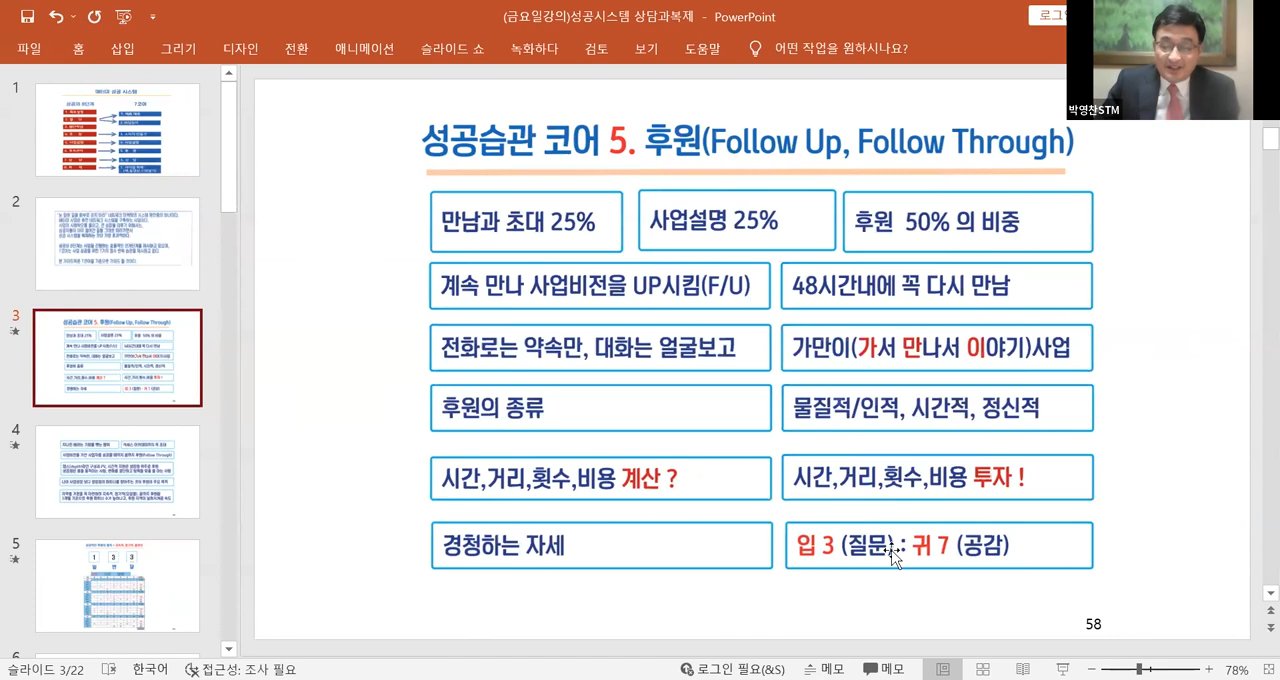 (금요일강의)성공시스템 상담과복제 - PowerPoint
파일 홈 삽입 그리기 디자인 전환 애니메이션 슬라이드 쇼 녹화하다 검토 보기 도움말 어떤 작업을 원하시나요?
박영찬STM
1
2
3
4
5
성공습관 코어 5. 후원(Follow Up, Follow Through)
만남과 초대 25%
사업설명 25%
후원 50% 의 비중
계속 만나 사업비전을 UP시킴(F/U)
48시간내에 꼭 다시 만남
전화로는 약속만, 대화는 얼굴보고
가만이(가서 만나서 이야기)사업
후원의 종류
물질적/인적, 시간적, 정신적
시간,거리,횟수,비용 계산 ?
시간,거리,횟수,비용 투자 !
경청하는 자세
입 3 (질문) : 귀 7 (공감)
58
슬라이드 3/22 한국어 접근성: 조사 필요 로그인 필요(&S) 메모 메모 78%